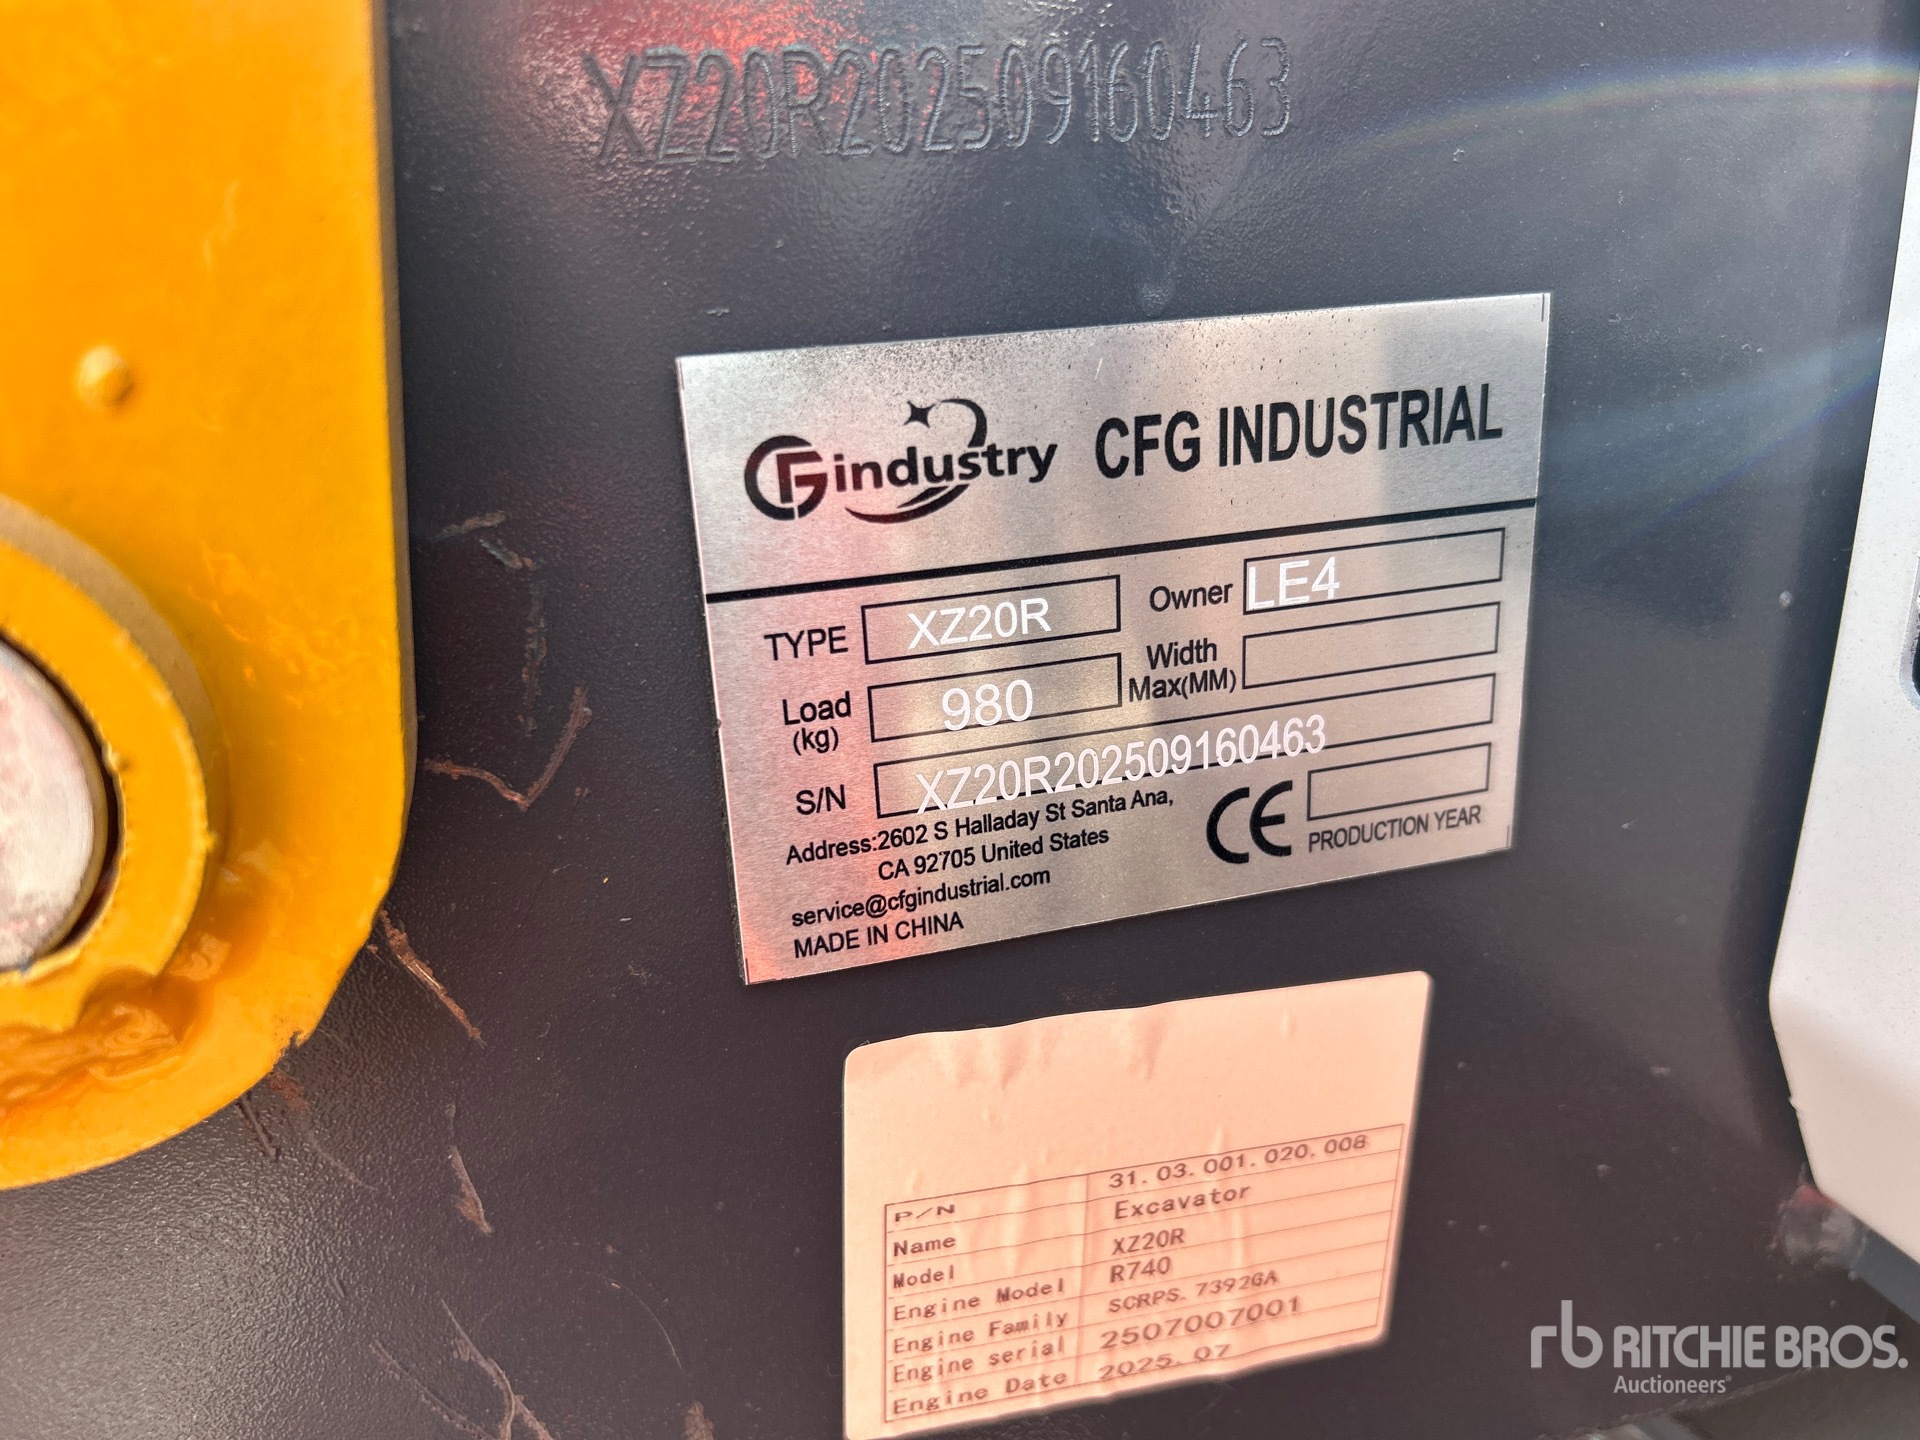 XZ20R202509160463
CFG industry CFG INDUSTRIAL
TYPE XZ20R Owner LE4
Load (kg) 980 Width Max(MM)
S/N XZ20R202509160463
Address:2602 S Halladay St Santa Ana,
CA 92705 United States
service@cfgindustrial.com
MADE IN CHINA
CE PRODUCTION YEAR
P/N 31.03.001.020.008
Name Excavator
Model XZ20R
Engine Model R740
Engine Family SCRPS.7392GA
Engine serial 2507007001
Engine Date 2025.07
rb RITCHIE BROS.
Auctioneers®